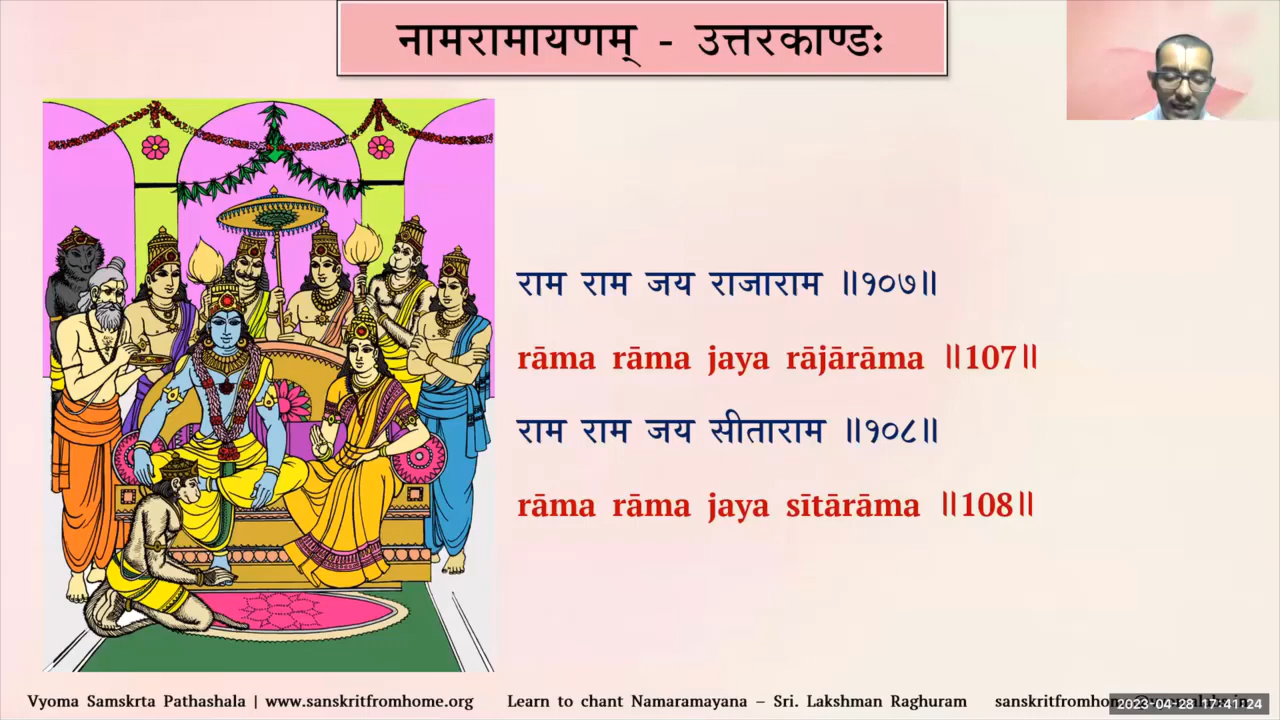 नामरामायणम् - उत्तरकाण्डः
राम राम जय राजाराम ॥१०७॥
rāma rāma jaya rājārāma ॥107॥
राम राम जय सीताराम ॥१०८॥
rāma rāma jaya sītārāma ॥108॥
Vyoma Samskrta Pathashala | www.sanskritfromhome.org Learn to chant Namaramayana – Sri. Lakshman Raghuram
2023-04-28 17:41:24